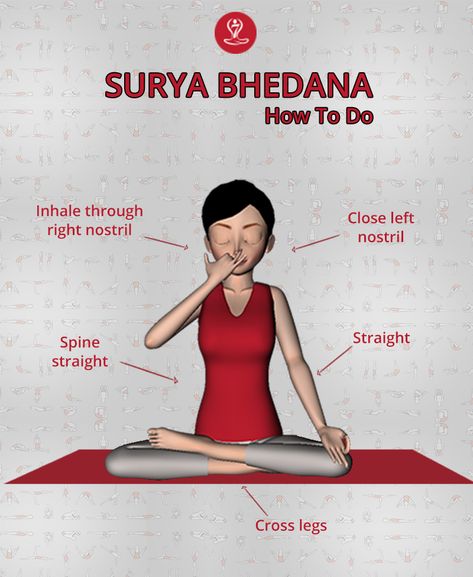 SURYA BHEDANA
How To Do
Inhale through
right nostril
Close left
nostril
Spine
straight
Straight
Cross legs